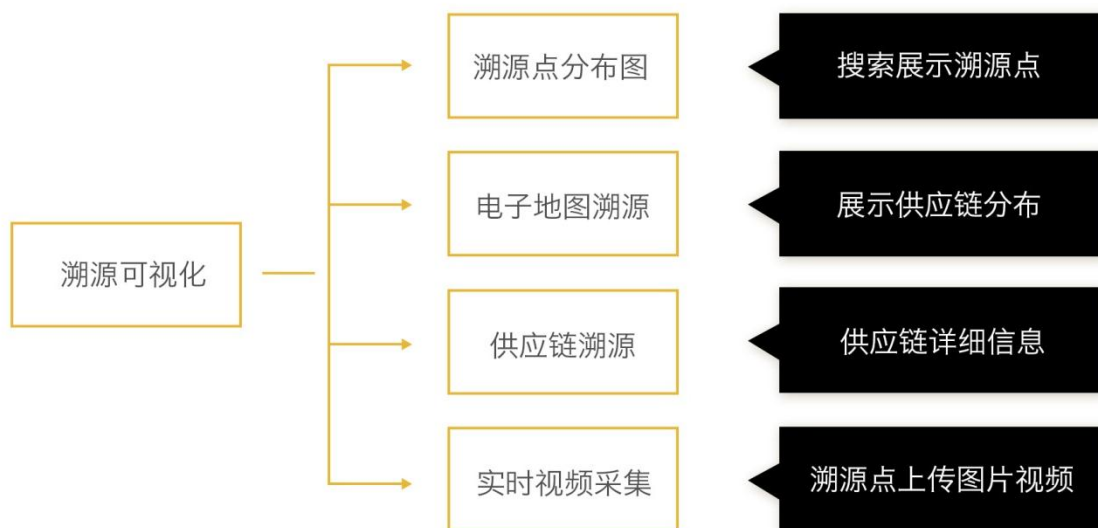 溯源可视化
溯源点分布图
搜索展示溯源点
电子地图溯源
展示供应链分布
供应链溯源
供应链详细信息
实时视频采集
溯源点上传图片视频